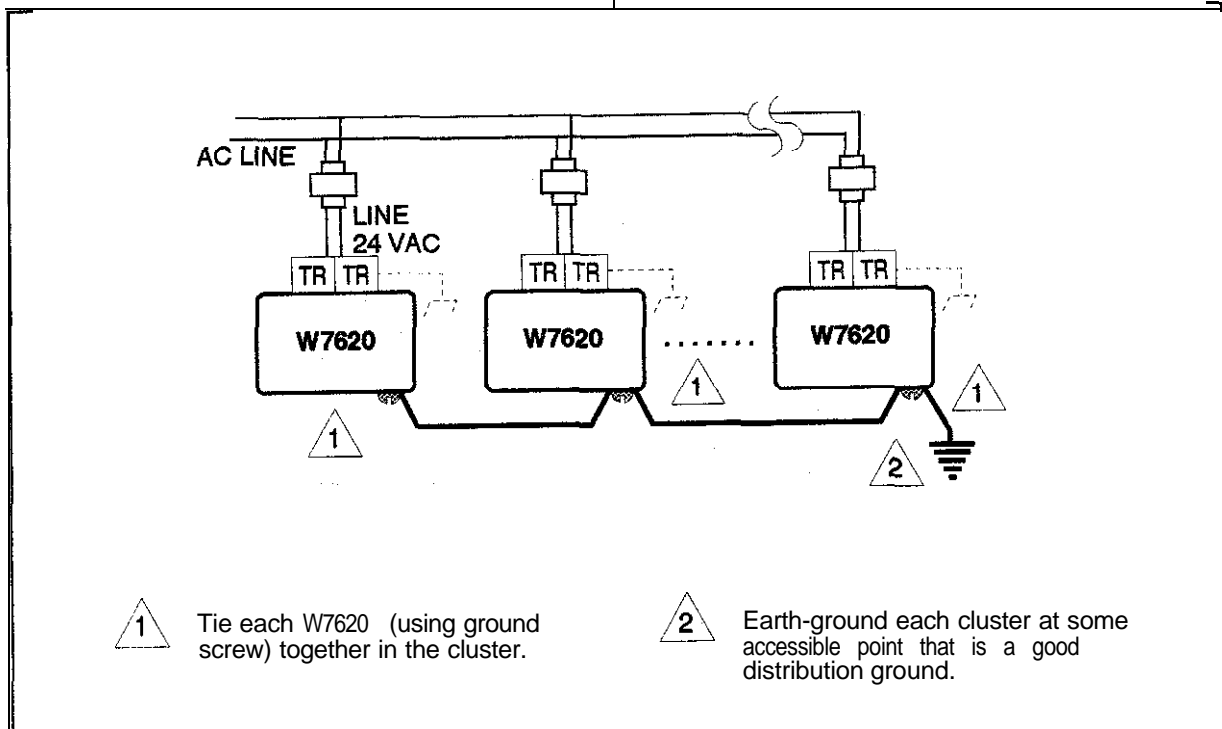 AC LINE
LINE
24 VAC
TR TR
TR TR
TR TR
W7620
W7620
W7620
1
1
1
2
1 Tie each W7620 (using ground
screw) together in the cluster.
2 Earth-ground each cluster at some
accessible point that is a good
distribution ground.